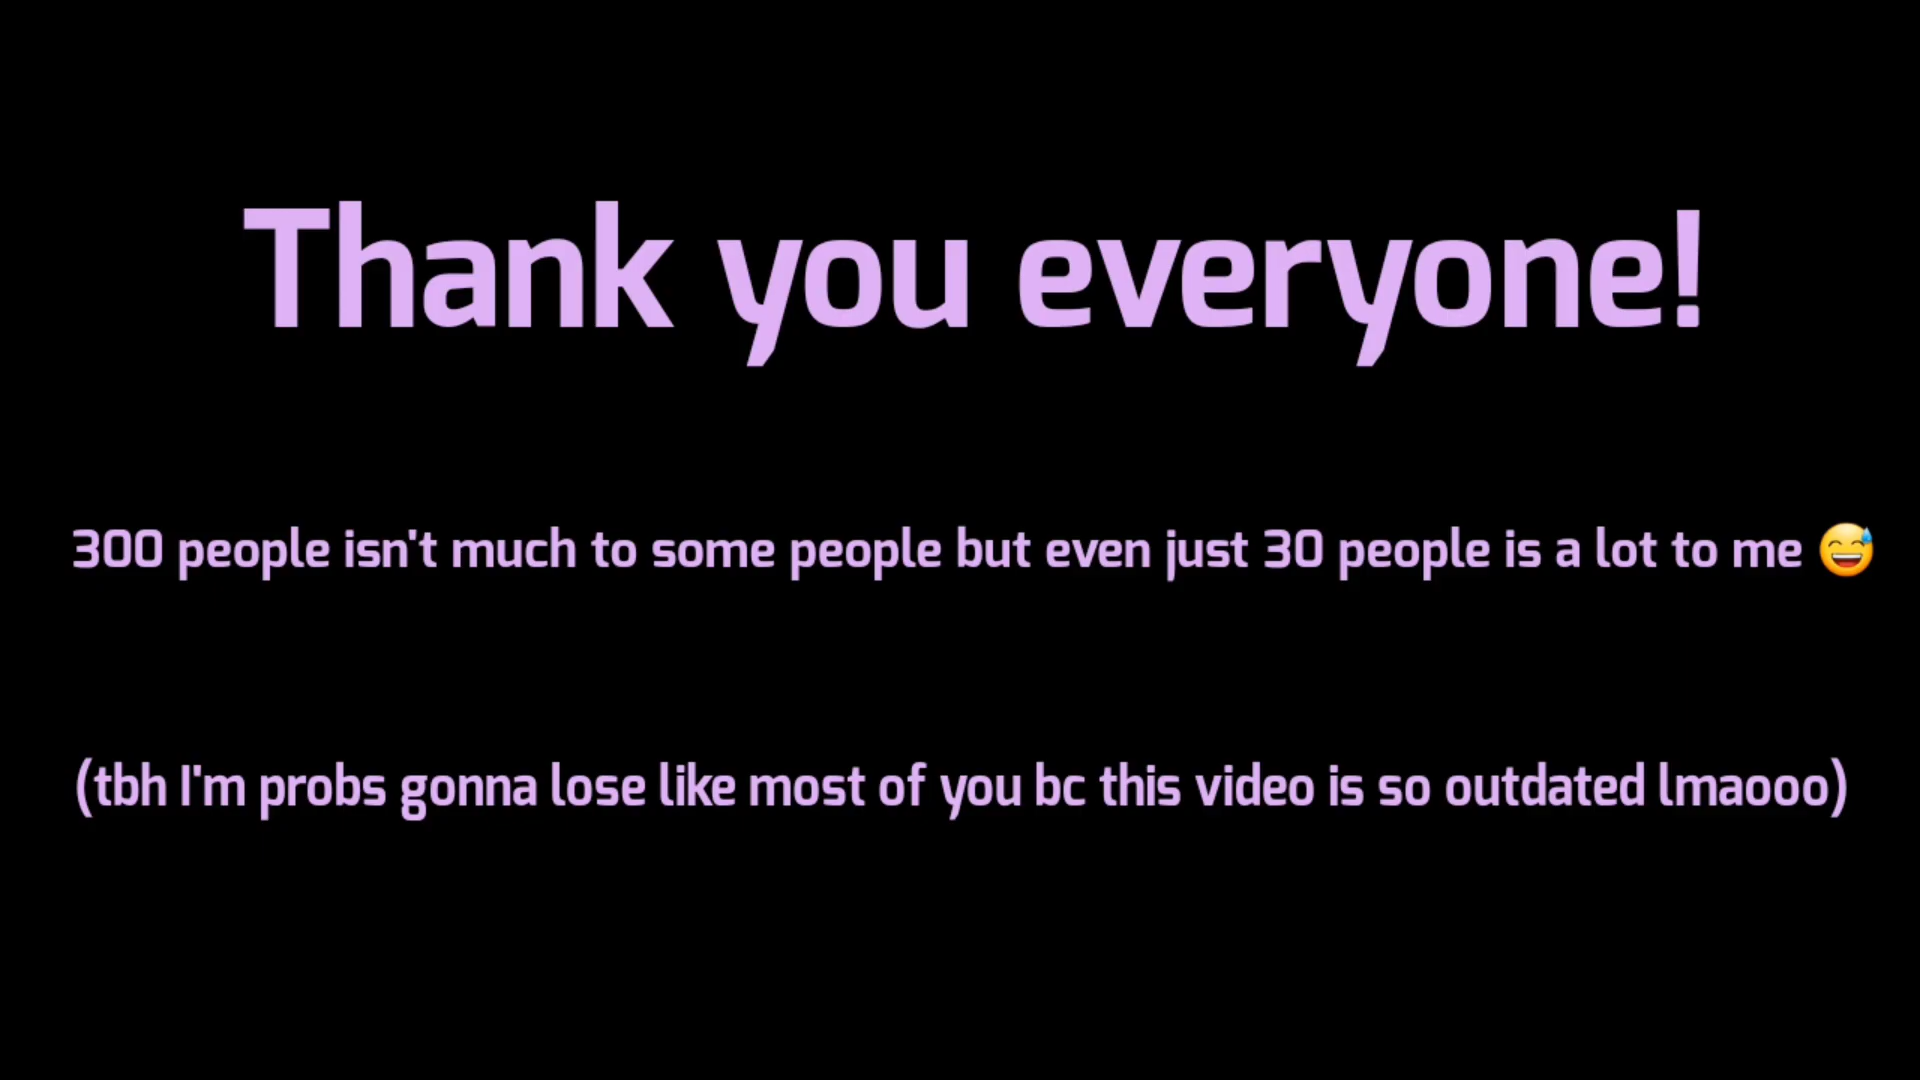 Thank you everyone!
300 people isn't much to some people but even just 30 people is a lot to me 😅
(tbh I'm probs gonna lose like most of you bc this video is so outdated lmaooo)